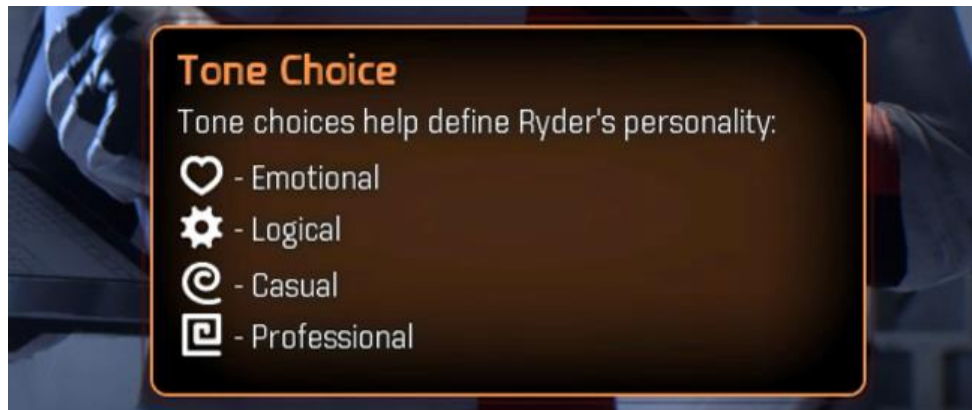 Tone Choice
Tone choices help define Ryder's personality:
- Emotional
- Logical
- Casual
- Professional